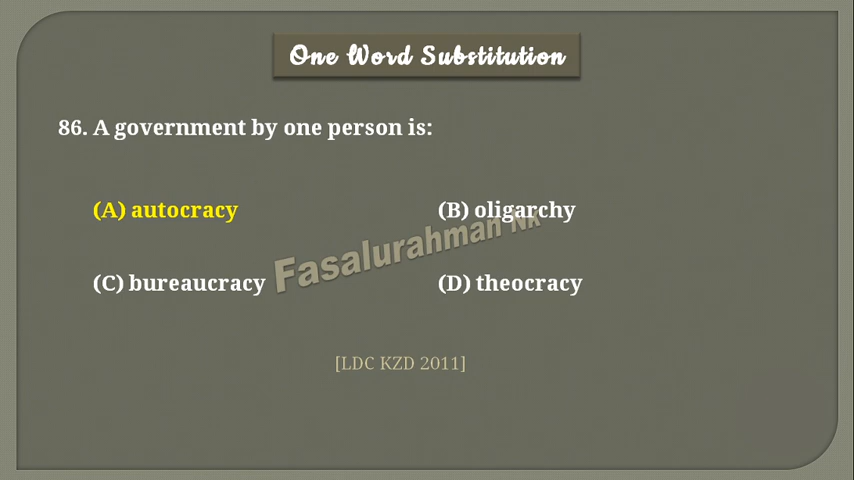 One Word Substitution
86. A government by one person is:
(A) autocracy
(B) oligarchy
Fasalurahman Nk
(C) bureaucracy
(D) theocracy
[LDC KZD 2011]